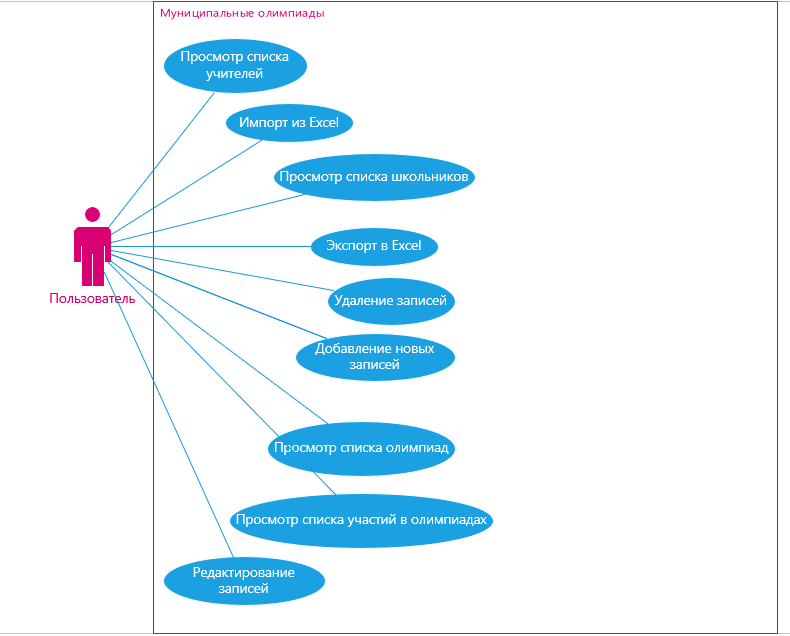 Муниципальные олимпиады
Просмотр списка
учителей
Импорт из Excel
Просмотр списка школьников
Экспорт в Excel
Пользователь
Удаление записей
Добавление новых
записей
Просмотр списка олимпиад
Просмотр списка участий в олимпиадах
Редактирование
записей